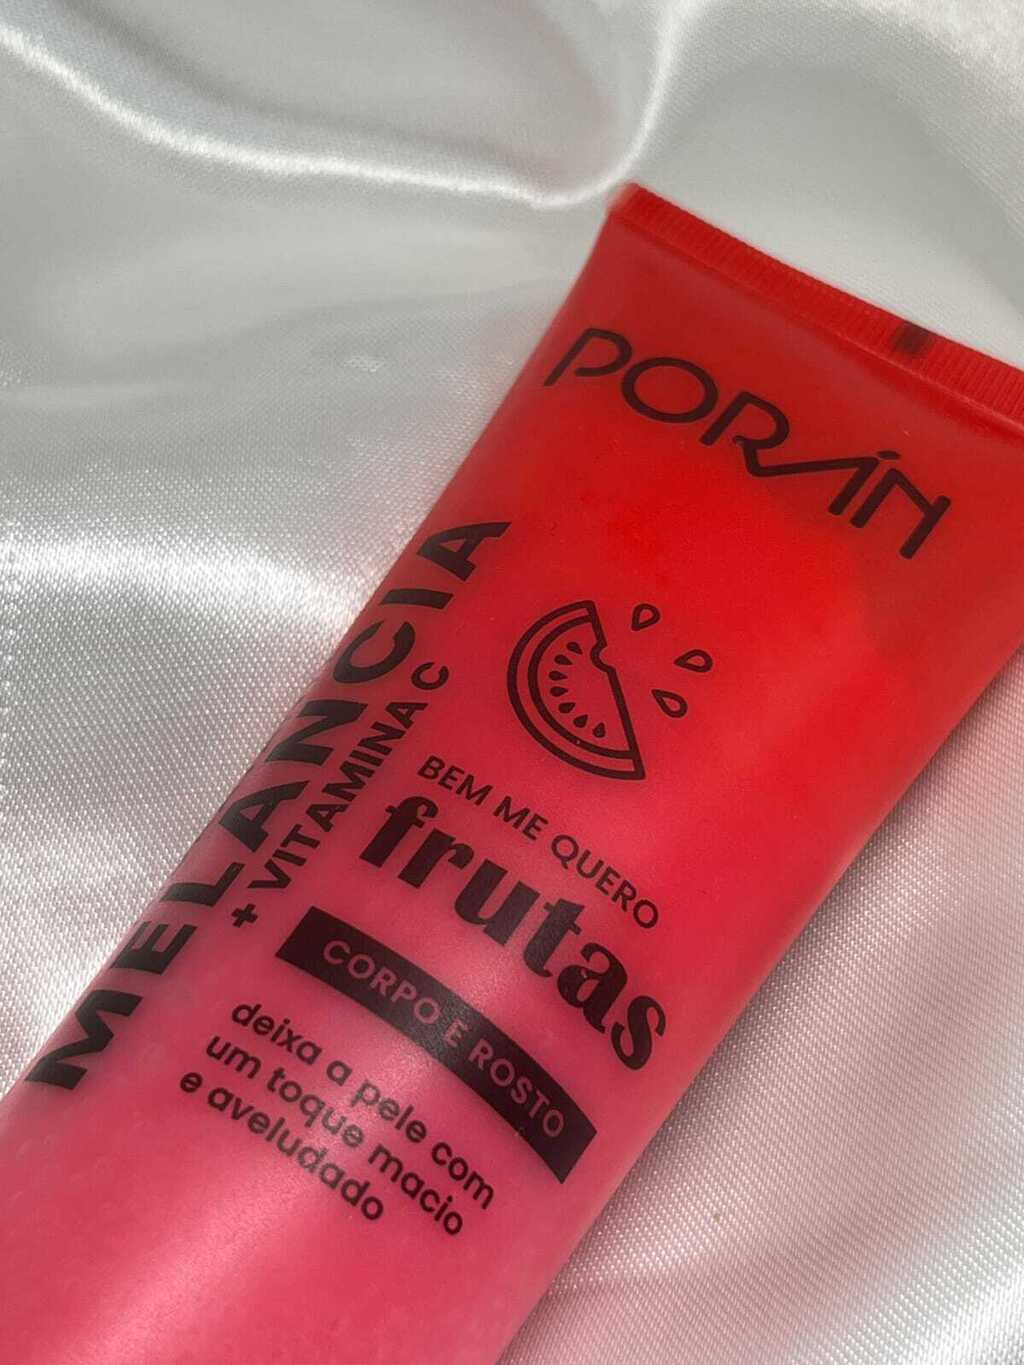 PORÁN
MELANCIA
+ VITAMINA C
BEM ME QUERO
frutas
CORPO E ROSTO
deixa a pele com
um toque macio
e aveludado